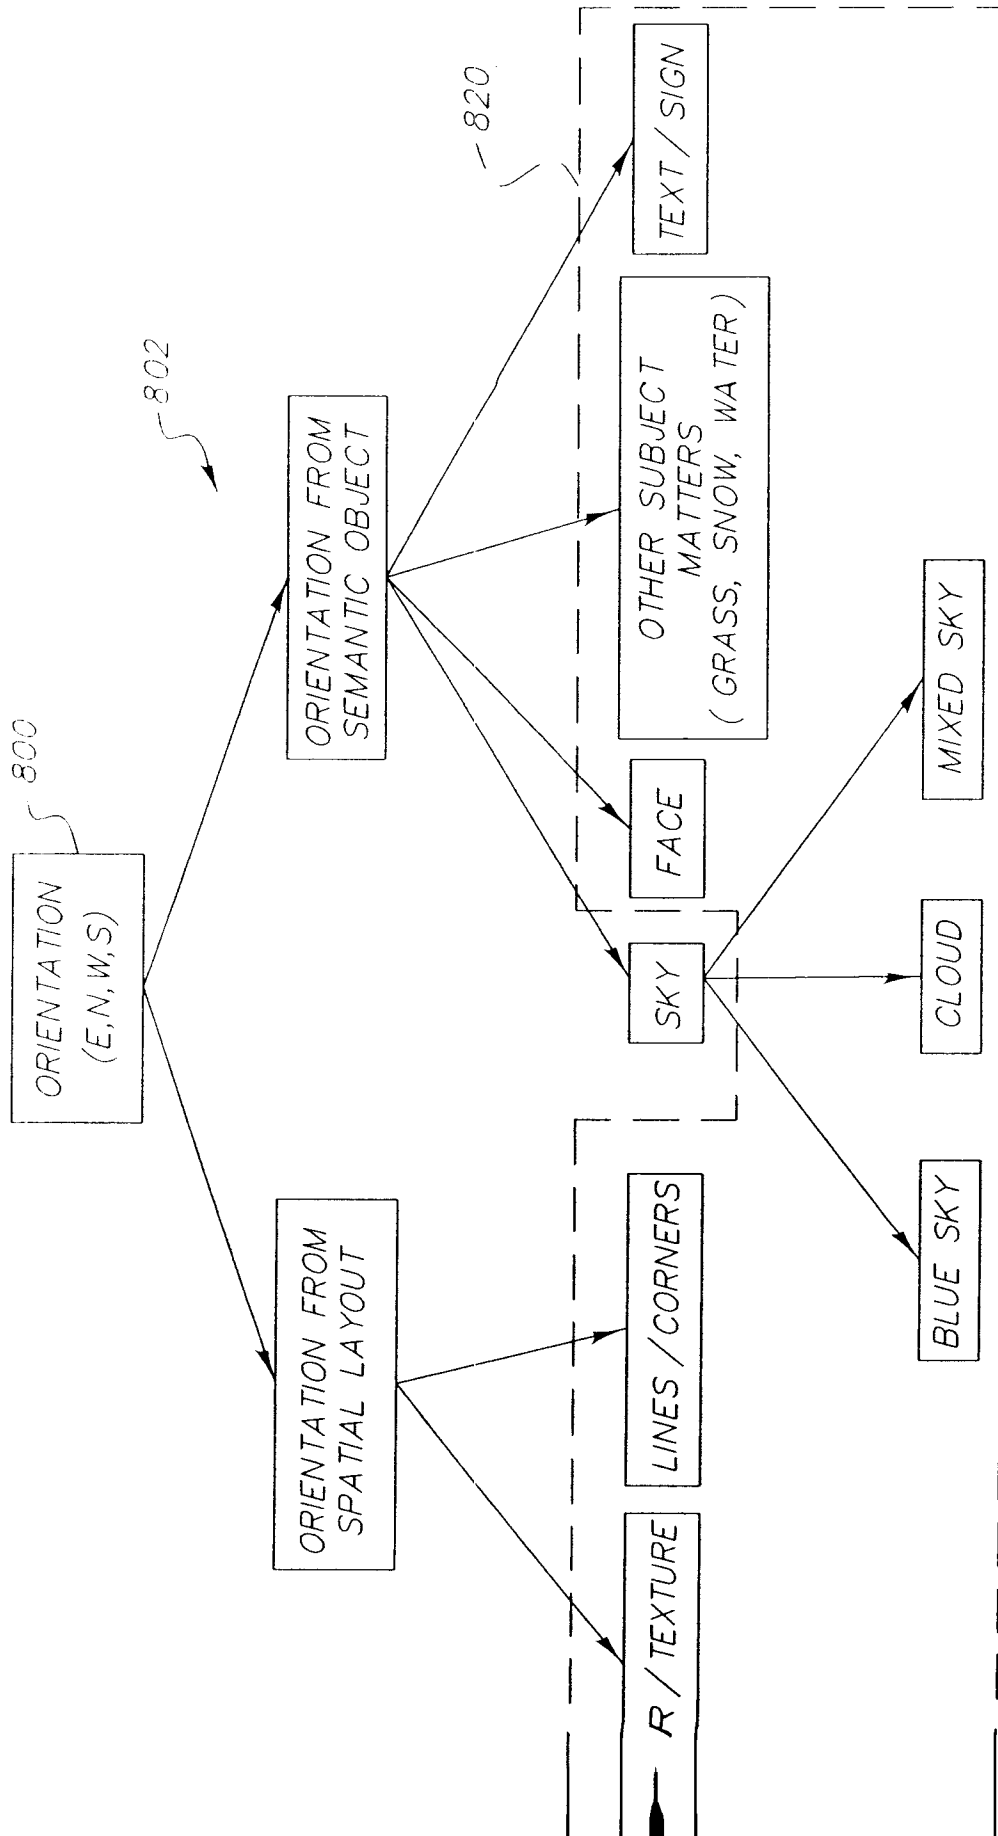 800
ORIENTATION
(E,N,W,S)
802
ORIENTATION FROM
SPATIAL LAYOUT
ORIENTATION FROM
SEMANTIC OBJECT
820
R/TEXTURE
LINES/CORNERS
SKY
FACE
OTHER SUBJECT
MATTERS
(GRASS, SNOW, WATER)
TEXT/SIGN
BLUE SKY
CLOUD
MIXED SKY